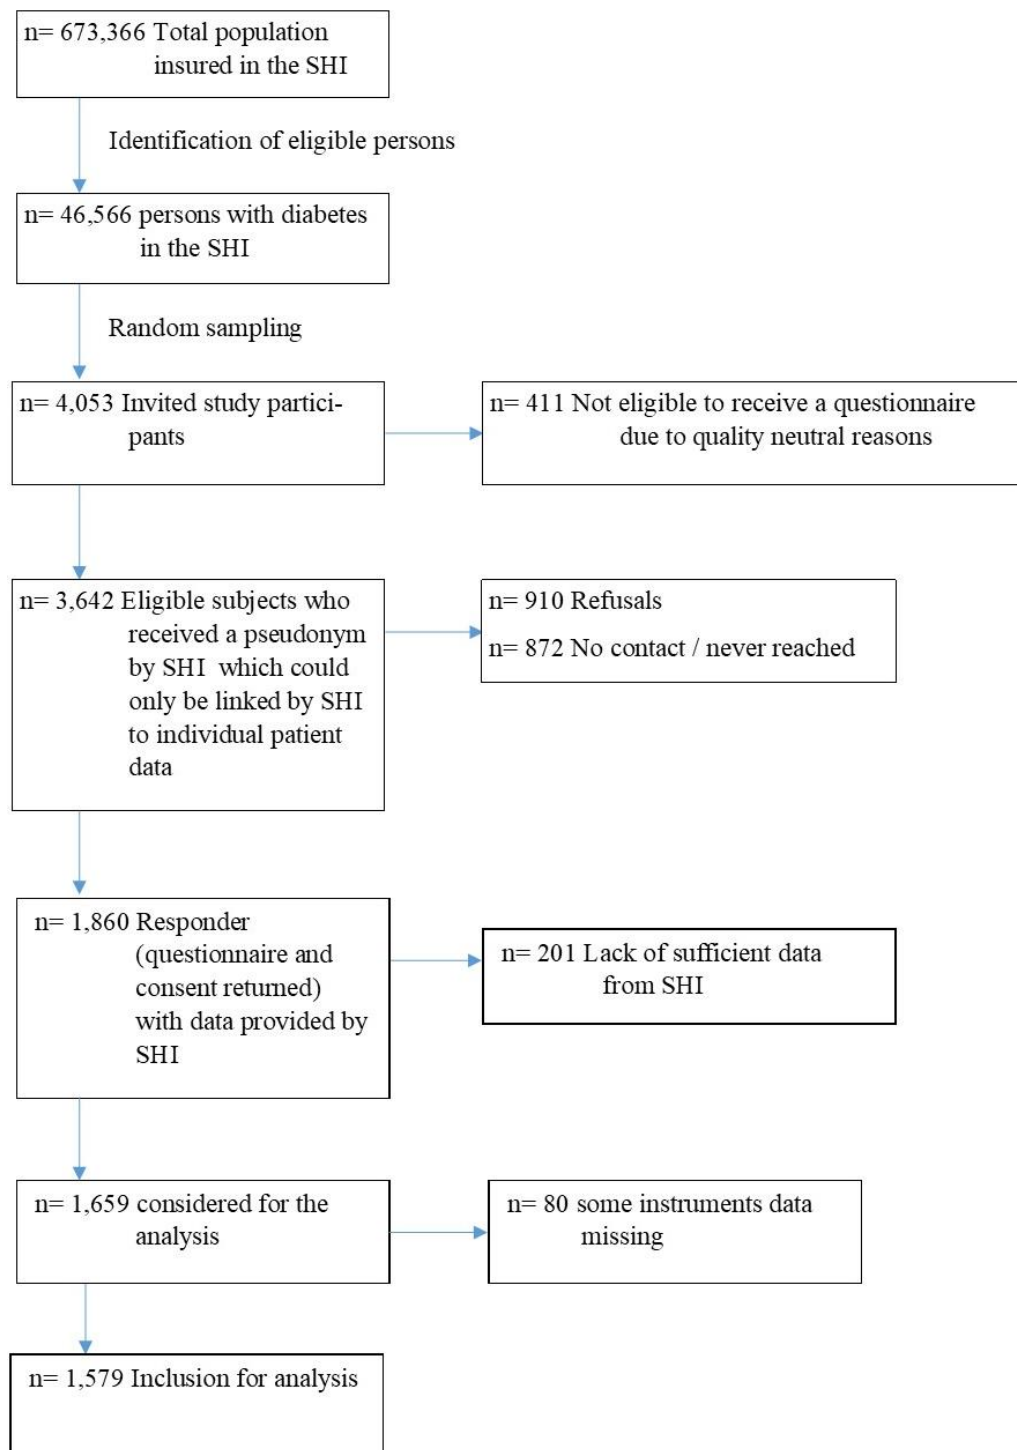 n= 673,366 Total population
insured in the SHI
Identification of eligible persons
n= 46,566 persons with diabetes
in the SHI
Random sampling
n= 4,053 Invited study partici-
pants
n= 411 Not eligible to receive a questionnaire
due to quality neutral reasons
n= 3,642 Eligible subjects who
received a pseudonym
by SHI which could
only be linked by SHI
to individual patient
data
n= 910 Refusals
n= 872 No contact / never reached
n= 1,860 Responder
(questionnaire and
consent returned)
with data provided by
SHI
n= 201 Lack of sufficient data
from SHI
n= 1,659 considered for the
analysis
n= 80 some instruments data
missing
n= 1,579 Inclusion for analysis